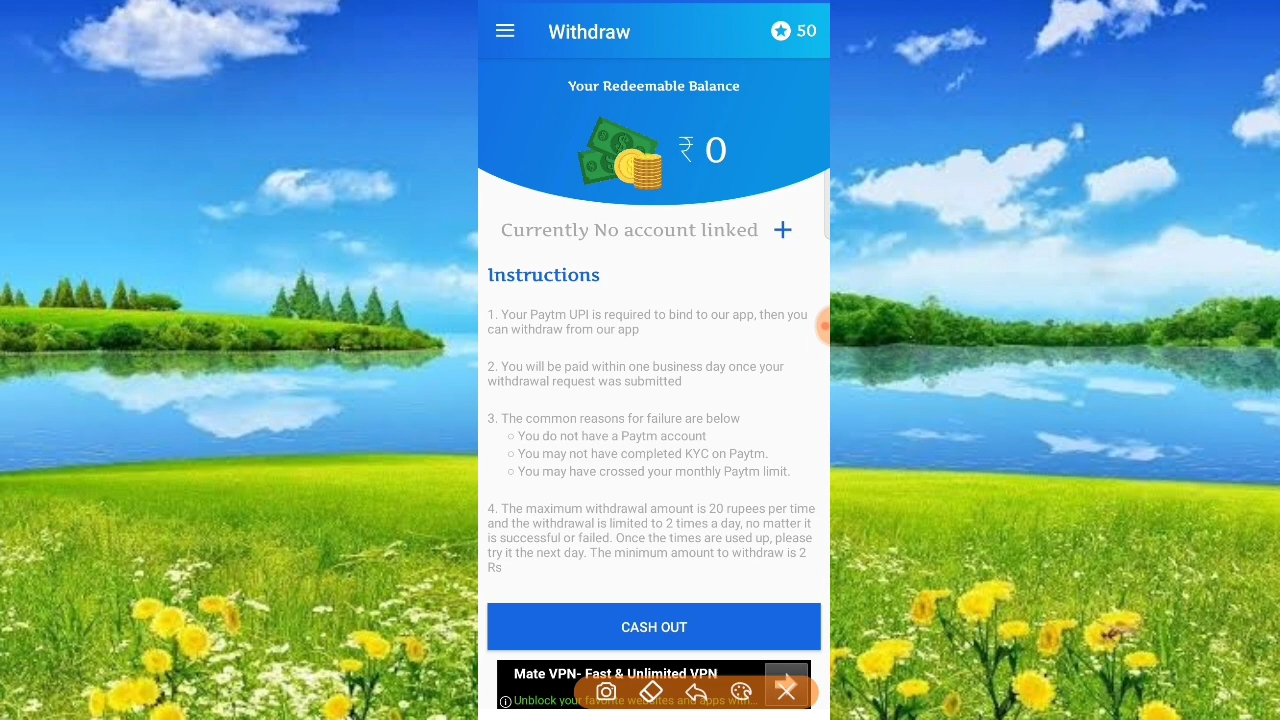 Withdraw
50
Your Redeemable Balance
₹ 0
Currently No account linked +
Instructions
1. Your Paytm UPI is required to bind to our app, then you
can withdraw from our app
2. You will be paid within one business day once your
withdrawal request was submitted
3. The common reasons for failure are below
○ You do not have a Paytm account
○ You may not have completed KYC on Paytm.
○ You may have crossed your monthly Paytm limit.
4. The maximum withdrawal amount is 20 rupees per time
and the withdrawal is limited to 2 times a day, no matter it
is successful or failed. Once the times are used up, please
try it the next day. The minimum amount to withdraw is 2
Rs
CASH OUT
Mate VPN- Fast & Unlimited VPN
Unblock your favorite websites and apps with...